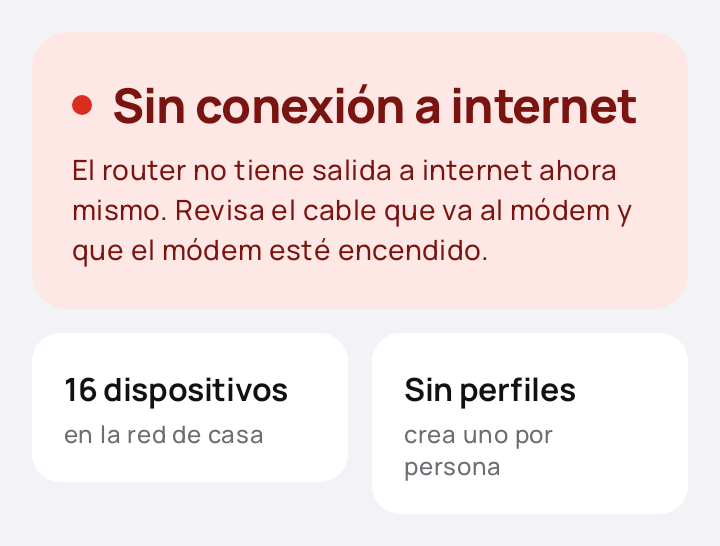 Sin conexión a internet
El router no tiene salida a internet ahora
mismo. Revisa el cable que va al módem y
que el módem esté encendido.
16 dispositivos
en la red de casa
Sin perfiles
crea uno por
persona